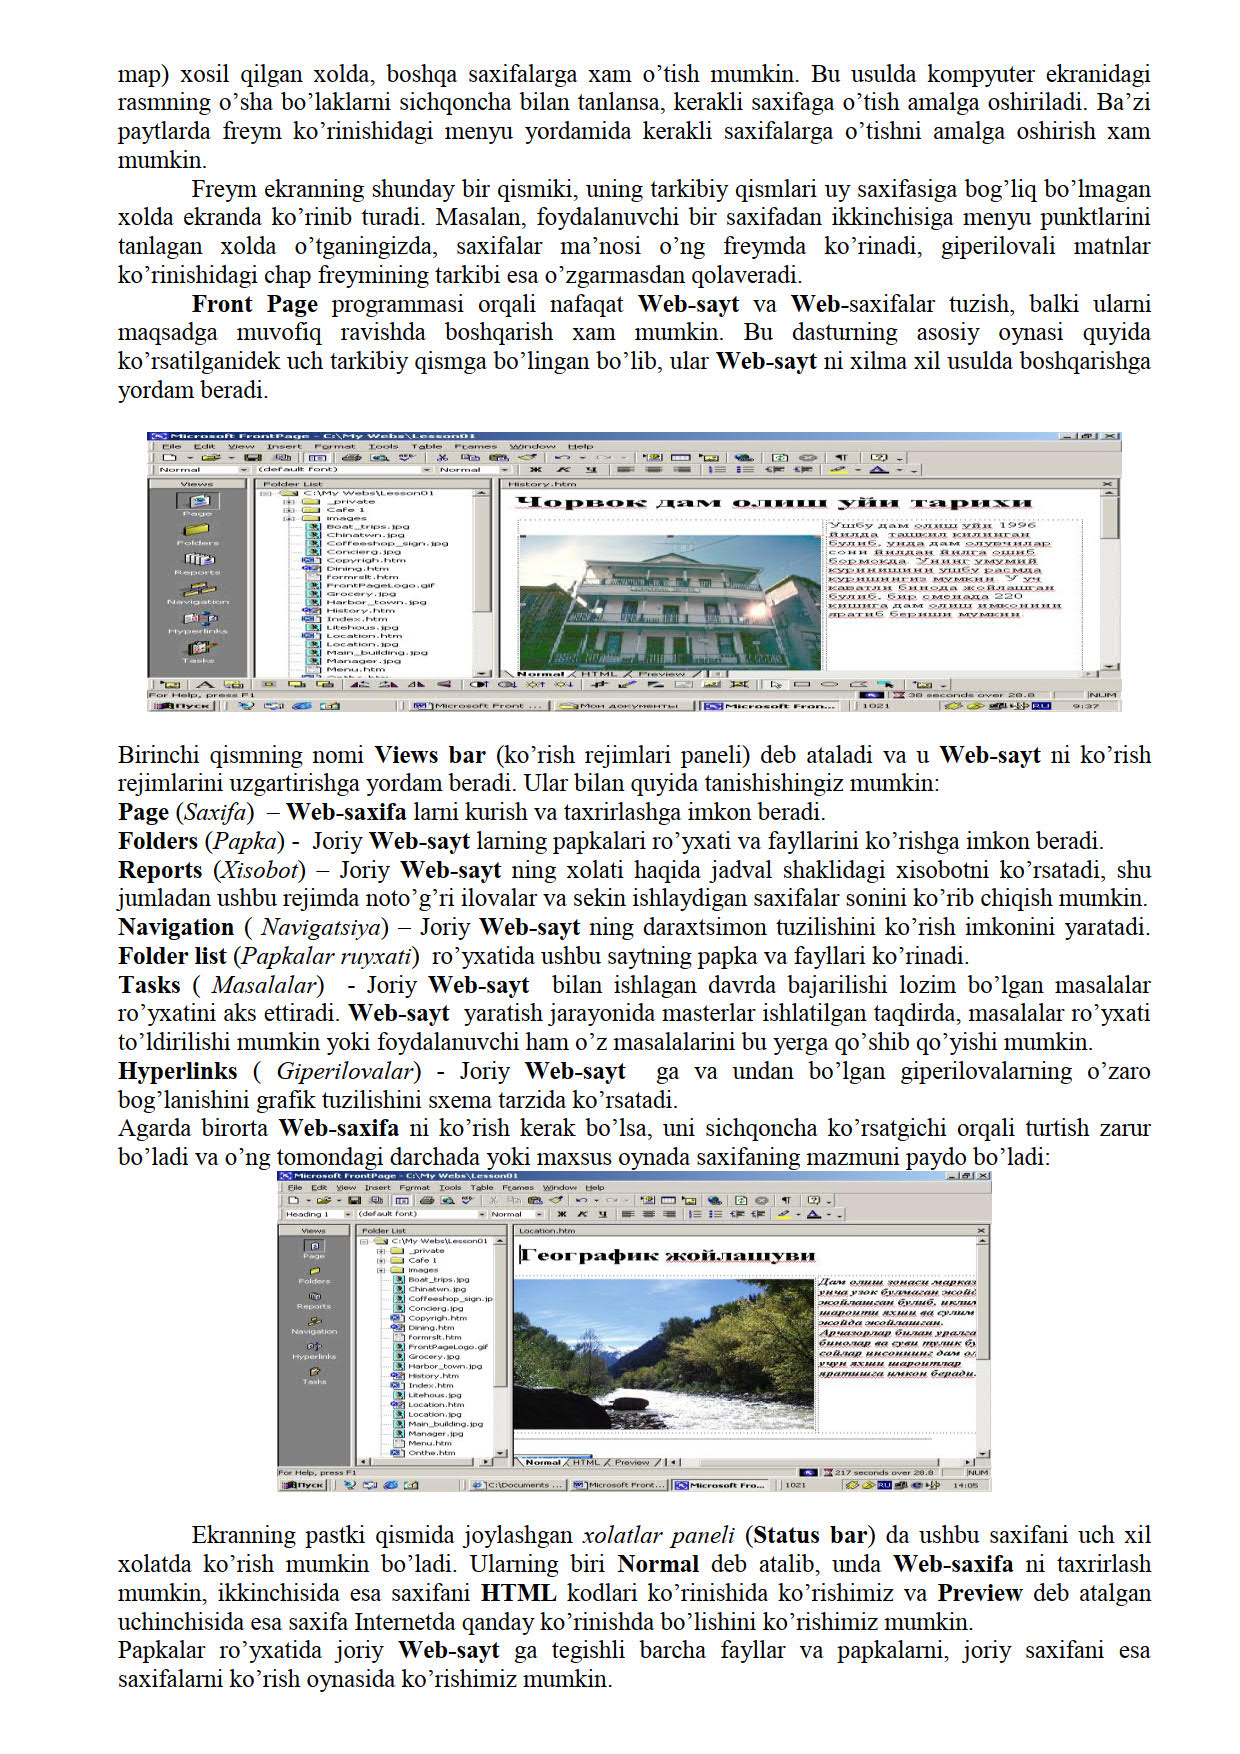 map) xosil qilgan xolda, boshqa saxifalarga xam o’tish mumkin. Bu usulda kompyuter ekranidagi
rasmning o’sha bo’laklarni sichqoncha bilan tanlansa, kerakli saxifaga o’tish amalga oshiriladi. Ba’zi
paytlarda freym ko’rinishidagi menyu yordamida kerakli saxifalarga o’tishni amalga oshirish xam
mumkin.
Freym ekranning shunday bir qismiki, uning tarkibiy qismlari uy saxifasiga bog’liq bo’lmagan
xolda ekranda ko’rinib turadi. Masalan, foydalanuvchi bir saxifadan ikkinchisiga menyu punktlarini
tanlagan xolda o’tganingizda, saxifalar ma’nosi o’ng freymda ko’rinadi, giperilovali matnlar
ko’rinishidagi chap freymining tarkibi esa o’zgarmasdan qolaveradi.
Front Page programmasi orqali nafaqat Web-sayt va Web-saxifalar tuzish, balki ularni
maqsadga muvofiq ravishda boshqarish xam mumkin. Bu dasturning asosiy oynasi quyida
ko’rsatilganidek uch tarkibiy qismga bo’lingan bo’lib, ular Web-sayt ni xilma xil usulda boshqarishga
yordam beradi.
Microsoft FrontPage - C:\My Webs\Lesson01
File Edit View Insert Format Tools Table Frames Window Help
Normal (default font) Normal Ж К Ч
Views
Page
Folders
Reports
Navigation
Hyperlinks
Tasks
Folder List
C:\My Webs\Lesson01
_private
Cafe 1
images
Boat_trips.jpg
Chinatwn.jpg
Coffeeshop_sign.jpg
Concierg.jpg
Copyrigh.htm
Dining.htm
formrslt.htm
FrontPageLogo.gif
Grocery.jpg
Harbor_town.jpg
History.htm
Index.htm
Litehous.jpg
Location.htm
Location.jpg
Main_building.jpg
Manager.jpg
Menu.htm
Onthe.htm
History.htm
Чорвок дам олиш уйи тарихи
Ушбу дам олиш уйи 1996
йилда ташкил килинган
булиб, унда дам олувчилар
сони йилдан йилга ошиб
бормокда. Унинг умумий
куринишини ушбу расмда
куришингиз мумкин. У уч
каватли бинода жойлашган
булиб, бир сменада 220
кишига дам олиш имконини
яратиб бериши мумкин
Normal HTML Preview
For Help, press F1 38 seconds over 28.8 NUM
Пуск Microsoft Front ... Мои документы Microsoft Fron... 1021 RU 9:37
Birinchi qismning nomi Views bar (ko’rish rejimlari paneli) deb ataladi va u Web-sayt ni ko’rish
rejimlarini uzgartirishga yordam beradi. Ular bilan quyida tanishishingiz mumkin:
Page (Saxifa) – Web-saxifa larni kurish va taxrirlashga imkon beradi.
Folders (Papka) - Joriy Web-sayt larning papkalari ro’yxati va fayllarini ko’rishga imkon beradi.
Reports (Xisobot) – Joriy Web-sayt ning xolati haqida jadval shaklidagi xisobotni ko’rsatadi, shu
jumladan ushbu rejimda noto’g’ri ilovalar va sekin ishlaydigan saxifalar sonini ko’rib chiqish mumkin.
Navigation ( Navigatsiya) – Joriy Web-sayt ning daraxtsimon tuzilishini ko’rish imkonini yaratadi.
Folder list (Papkalar ruyxati) ro’yxatida ushbu saytning papka va fayllari ko’rinadi.
Tasks ( Masalalar) - Joriy Web-sayt bilan ishlagan davrda bajarilishi lozim bo’lgan masalalar
ro’yxatini aks ettiradi. Web-sayt yaratish jarayonida masterlar ishlatilgan taqdirda, masalalar ro’yxati
to’ldirilishi mumkin yoki foydalanuvchi ham o’z masalalarini bu yerga qo’shib qo’yishi mumkin.
Hyperlinks ( Giperilovalar) - Joriy Web-sayt ga va undan bo’lgan giperilovalarning o’zaro
bog’lanishini grafik tuzilishini sxema tarzida ko’rsatadi.
Agarda birorta Web-saxifa ni ko’rish kerak bo’lsa, uni sichqoncha ko’rsatgichi orqali turtish zarur
bo’ladi va o’ng tomondagi darchada yoki maxsus oynada saxifaning mazmuni paydo bo’ladi:
Microsoft FrontPage - C:\My Webs\Lesson01
File Edit View Insert Format Tools Table Frames Window Help
Heading 1 (default font) Normal Ж К Ч
Views
Page
Folders
Reports
Navigation
Hyperlinks
Tasks
Folder List
C:\My Webs\Lesson01
_private
Cafe 1
images
Boat_trips.jpg
Chinatwn.jpg
Coffeeshop_sign.jp
Concierg.jpg
Copyrigh.htm
Dining.htm
formrslt.htm
FrontPageLogo.gif
Grocery.jpg
Harbor_town.jpg
History.htm
Index.htm
Litehous.jpg
Location.htm
Location.jpg
Main_building.jpg
Manager.jpg
Menu.htm
Onthe.htm
Location.htm
Географик жойлашуви
Дам олиш зонаси марказ
унча узок булмаган жойд
жойлашган булиб, иклим
шароити яхши ва сулим
жойда жойлашган.
Арчазорлар билан уралга
бинолар ва суви тулик бу
сойлар инсоннинг дам ол
учун яхши шароитлар
яратишга имкон беради.
Normal HTML Preview
For Help, press F1 217 seconds over 28.8 NUM
Пуск C:\Documents ... Microsoft Front... Microsoft Fro... 1021 RU 14:05
Ekranning pastki qismida joylashgan xolatlar paneli (Status bar) da ushbu saxifani uch xil
xolatda ko’rish mumkin bo’ladi. Ularning biri Normal deb atalib, unda Web-saxifa ni taxrirlash
mumkin, ikkinchisida esa saxifani HTML kodlari ko’rinishida ko’rishimiz va Preview deb atalgan
uchinchisida esa saxifa Internetda qanday ko’rinishda bo’lishini ko’rishimiz mumkin.
Papkalar ro’yxatida joriy Web-sayt ga tegishli barcha fayllar va papkalarni, joriy saxifani esa
saxifalarni ko’rish oynasida ko’rishimiz mumkin.